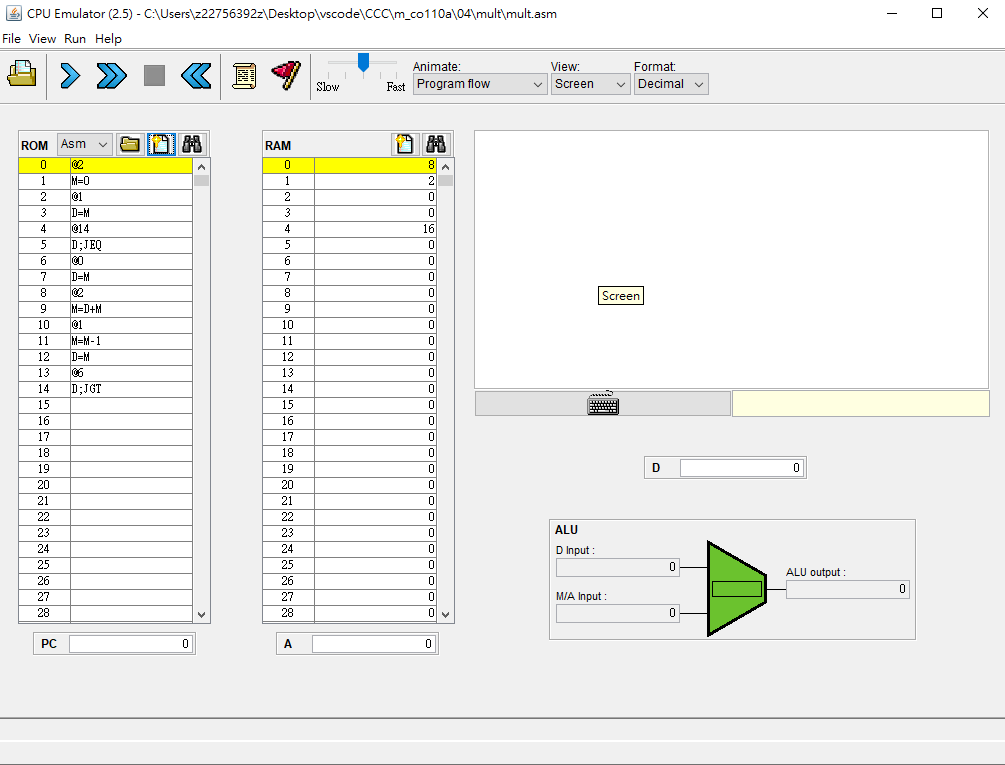 CPU Emulator (2.5) - C:\Users\z22756392z\Desktop\vscode\CCC\m_co110a\04\mult\mult.asm
File View Run Help
Slow Fast
Animate: View: Format:
Program flow Screen Decimal
ROM Asm
0 @2
1 M=0
2 @1
3 D=M
4 @14
5 D;JEQ
6 @0
7 D=M
8 @2
9 M=D+M
10 @1
11 M=M-1
12 D=M
13 @6
14 D;JGT
15
16
17
18
19
20
21
22
23
24
25
26
27
28
PC 0
RAM
0 8
1 2
2 0
3 0
4 16
5 0
6 0
7 0
8 0
9 0
10 0
11 0
12 0
13 0
14 0
15 0
16 0
17 0
18 0
19 0
20 0
21 0
22 0
23 0
24 0
25 0
26 0
27 0
28 0
A 0
Screen
D 0
ALU
D Input :
0
M/A Input :
0
ALU output :
0